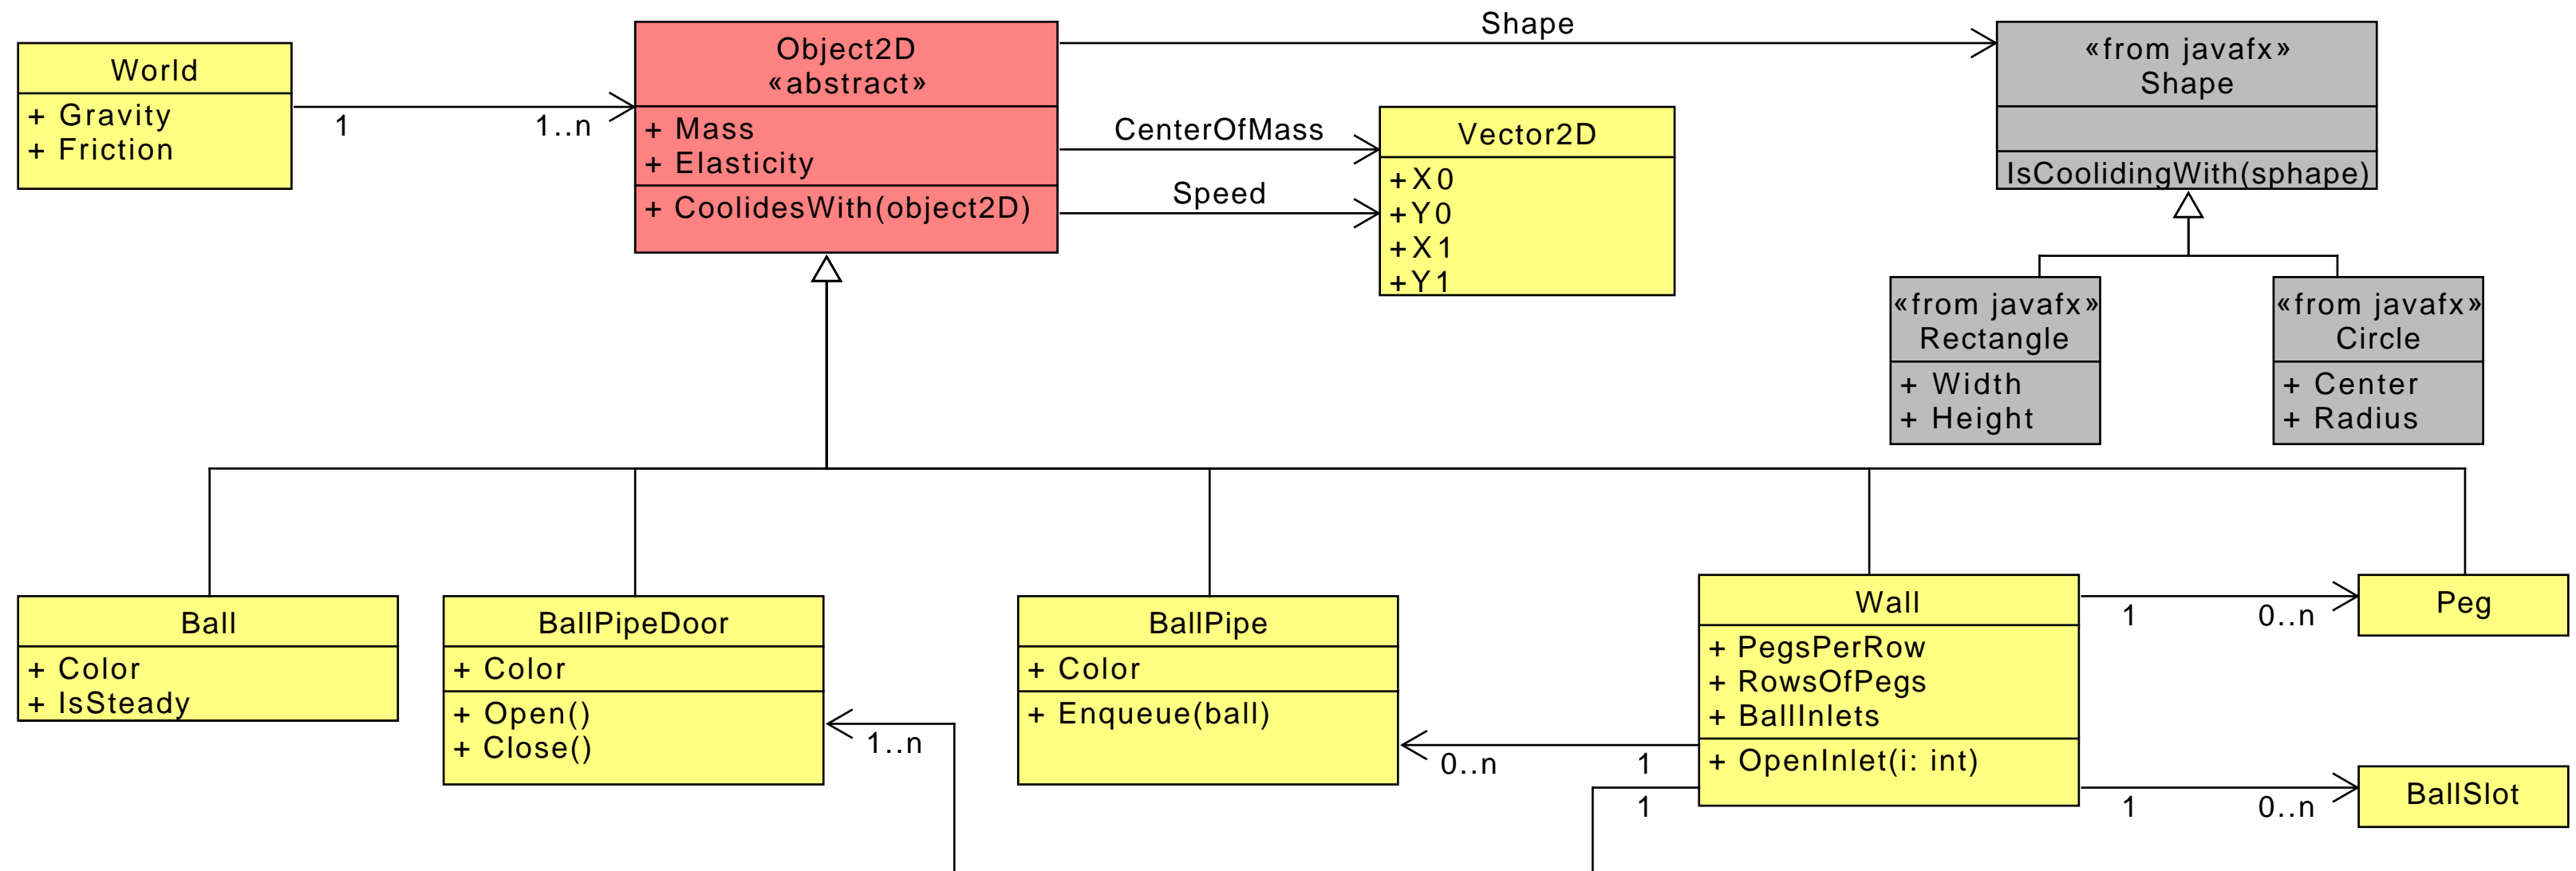 World
+ Gravity
+ Friction
1
1..n
Object2D
«abstract»
+ Mass
+ Elasticity
+ CoolidesWith(object2D)
Shape
CenterOfMass
Speed
Vector2D
+X0
+Y0
+X1
+Y1
«from javafx»
Shape
IsCoolidingWith(sphape)
«from javafx»
Rectangle
+ Width
+ Height
«from javafx»
Circle
+ Center
+ Radius
Ball
+ Color
+ IsSteady
BallPipeDoor
+ Color
+ Open()
+ Close()
1..n
BallPipe
+ Color
+ Enqueue(ball)
0..n
1
1
Wall
+ PegsPerRow
+ RowsOfPegs
+ BallInlets
+ OpenInlet(i: int)
1
0..n
Peg
1
0..n
BallSlot